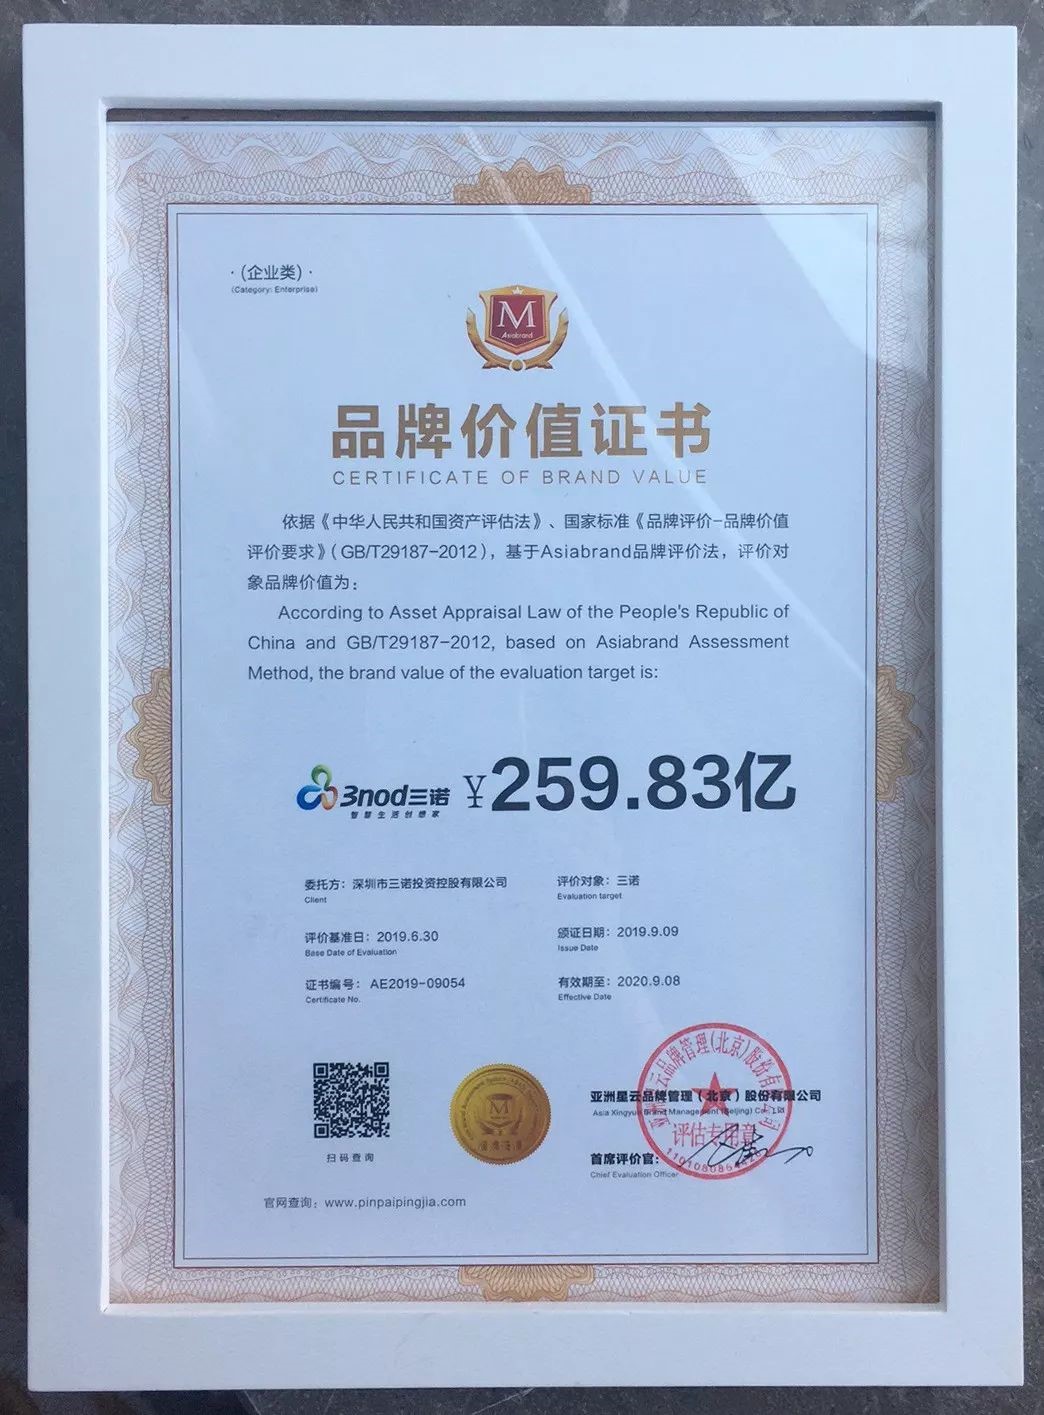 ·(企业类)·
(Category: Enterprise)
M
Asiabrand
品牌价值证书
CERTIFICATE OF BRAND VALUE
依据《中华人民共和国资产评估法》、国家标准《品牌评价-品牌价值
评价要求》(GB/T29187-2012)，基于Asiabrand品牌评价法，评价对
象品牌价值为：
According to Asset Appraisal Law of the People's Republic of
China and GB/T29187-2012, based on Asiabrand Assessment
Method, the brand value of the evaluation target is:
3nod三诺 ¥259.83亿
智慧生活创想家
委托方：深圳市三诺投资控股有限公司
Client
评价对象：三诺
Evaluation target
评价基准日：2019.6.30
Base Date of Evaluation
颁证日期：2019.9.09
Issue Date
证书编号：AE2019-09054
Certificate No.
有效期至：2020.9.08
Effective Date
扫码查询
M
亚洲星云品牌管理（北京）股份有限公司
Asia Xingyun Brand Management (Beijing) Co., Ltd
评估专用章
首席评价官：
Chief Evaluation Officer
官网查询：www.pinpaipingjia.com